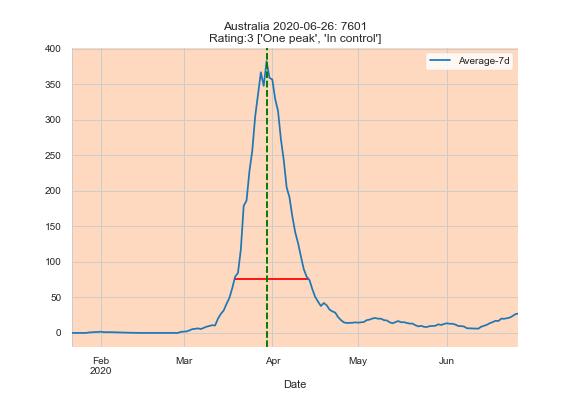 Australia 2020-06-26: 7601
Rating:3 ['One peak', 'In control']
Average-7d
400
350
300
250
200
150
100
50
0
Feb
2020
Mar
Apr
May
Jun
Date